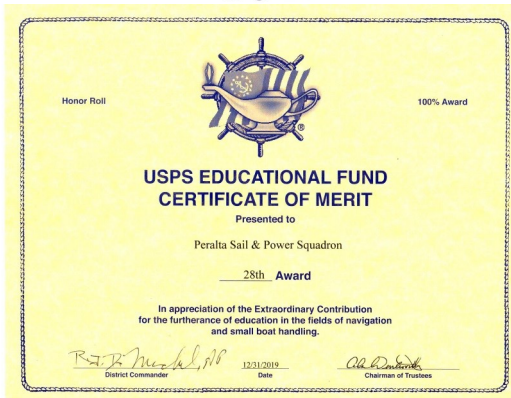 Honor Roll
100% Award
®
USPS EDUCATIONAL FUND
CERTIFICATE OF MERIT
Presented to
Peralta Sail & Power Squadron
28th Award
In appreciation of the Extraordinary Contribution
for the furtherance of education in the fields of navigation
and small boat handling.
12/31/2019
District Commander
Date
Chairman of Trustees